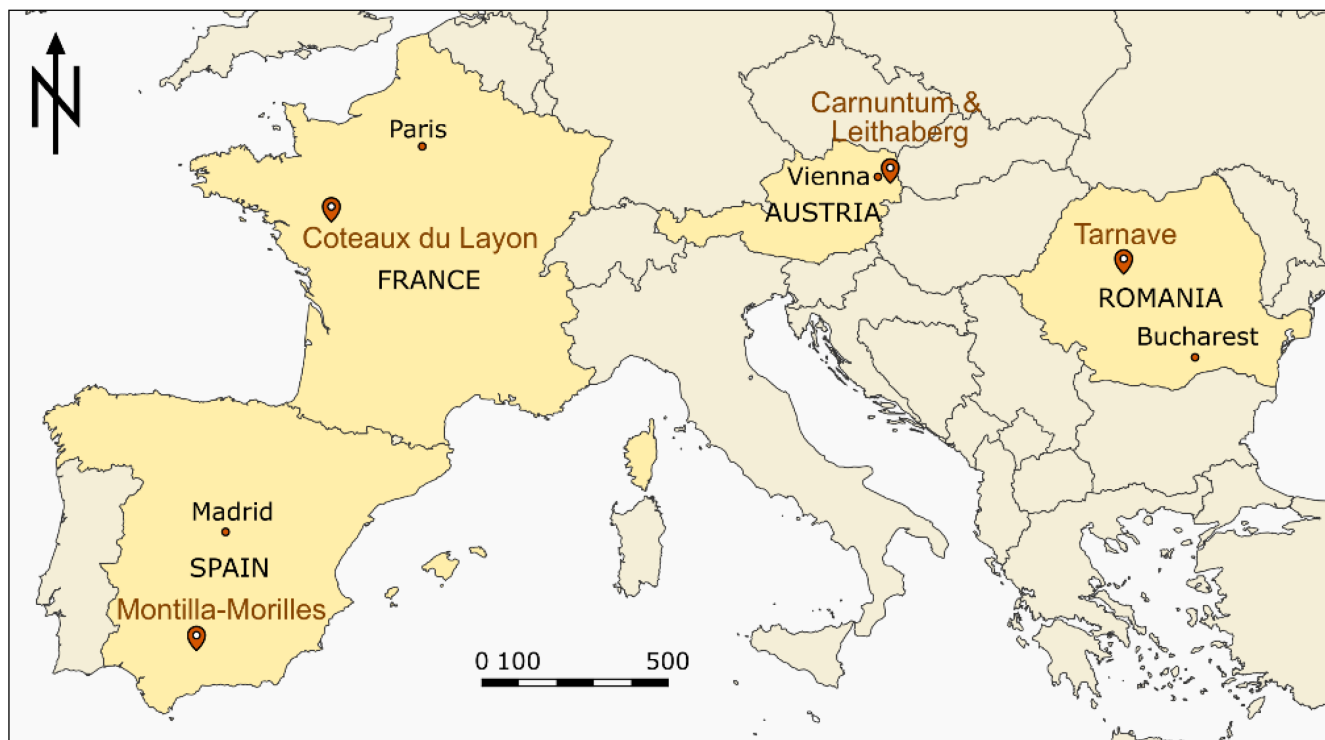 N
Paris
Coteaux du Layon
FRANCE
Carnuntum &
Leithaberg
Vienna
AUSTRIA
Tarnave
ROMANIA
Bucharest
Madrid
SPAIN
Montilla-Morilles
0 100 500